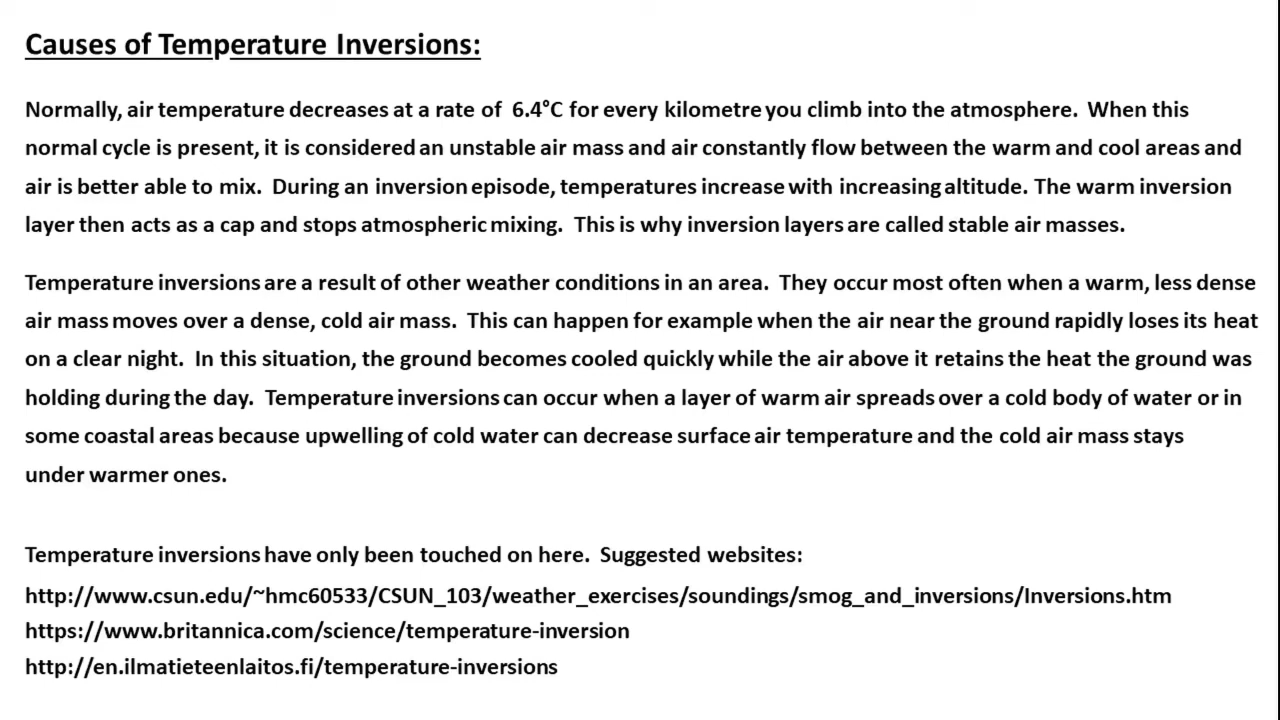 Causes of Temperature Inversions:
Normally, air temperature decreases at a rate of 6.4°C for every kilometre you climb into the atmosphere. When this
normal cycle is present, it is considered an unstable air mass and air constantly flow between the warm and cool areas and
air is better able to mix. During an inversion episode, temperatures increase with increasing altitude. The warm inversion
layer then acts as a cap and stops atmospheric mixing. This is why inversion layers are called stable air masses.
Temperature inversions are a result of other weather conditions in an area. They occur most often when a warm, less dense
air mass moves over a dense, cold air mass. This can happen for example when the air near the ground rapidly loses its heat
on a clear night. In this situation, the ground becomes cooled quickly while the air above it retains the heat the ground was
holding during the day. Temperature inversions can occur when a layer of warm air spreads over a cold body of water or in
some coastal areas because upwelling of cold water can decrease surface air temperature and the cold air mass stays
under warmer ones.
Temperature inversions have only been touched on here. Suggested websites:
http://www.csun.edu/~hmc60533/CSUN_103/weather_exercises/soundings/smog_and_inversions/Inversions.htm
https://www.britannica.com/science/temperature-inversion
http://en.ilmatieteenlaitos.fi/temperature-inversions